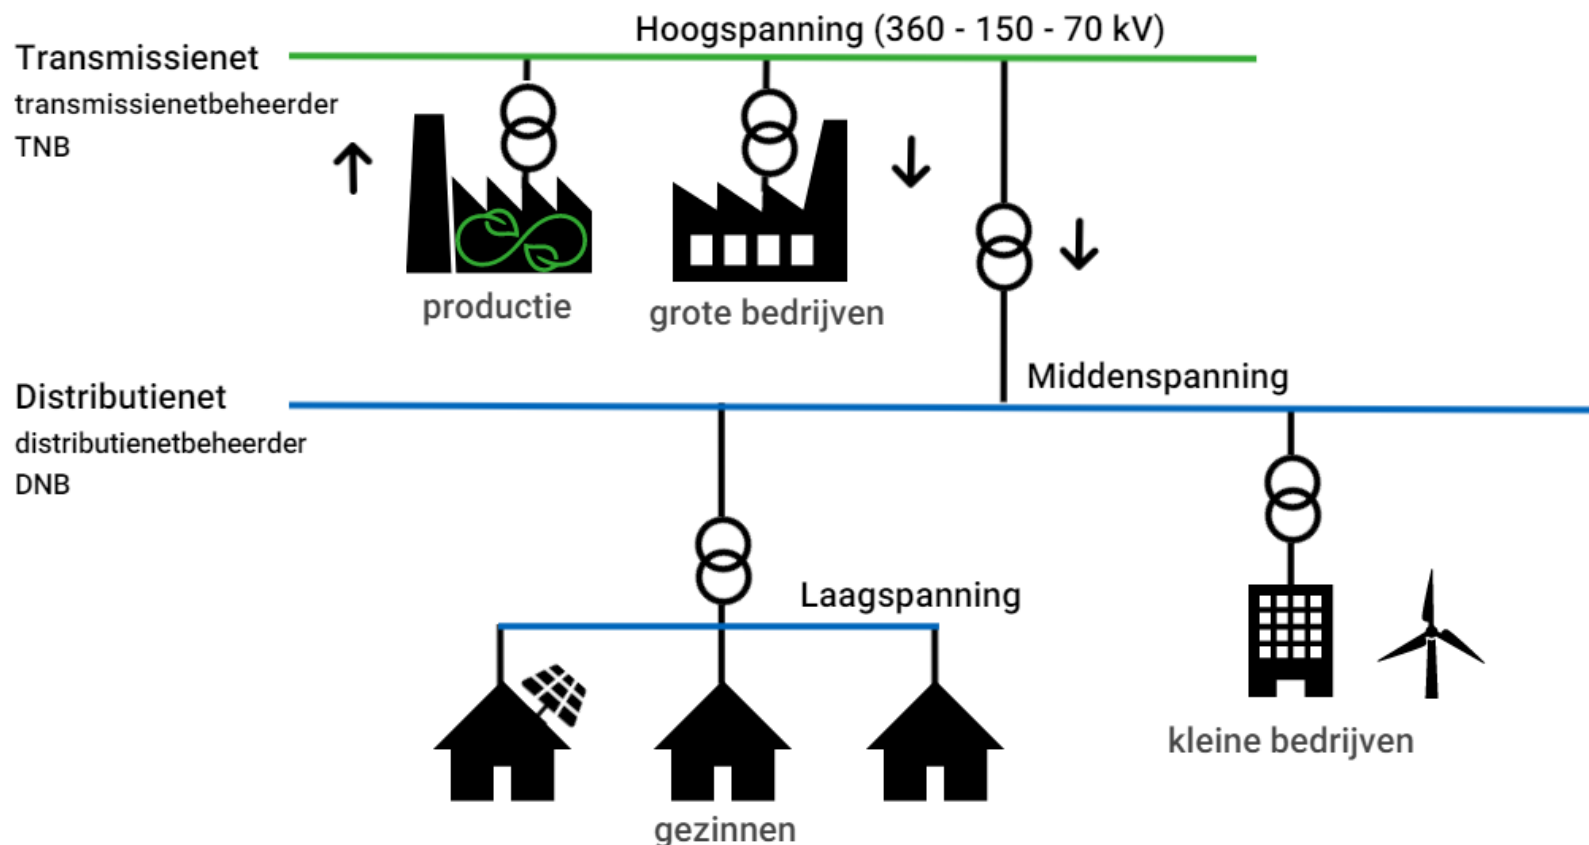 Hoogspanning (360 - 150 - 70 kV)
Transmissienet
transmissienetbeheerder
TNB
productie
grote bedrijven
Middenspanning
Distributienet
distributienetbeheerder
DNB
Laagspanning
kleine bedrijven
gezinnen